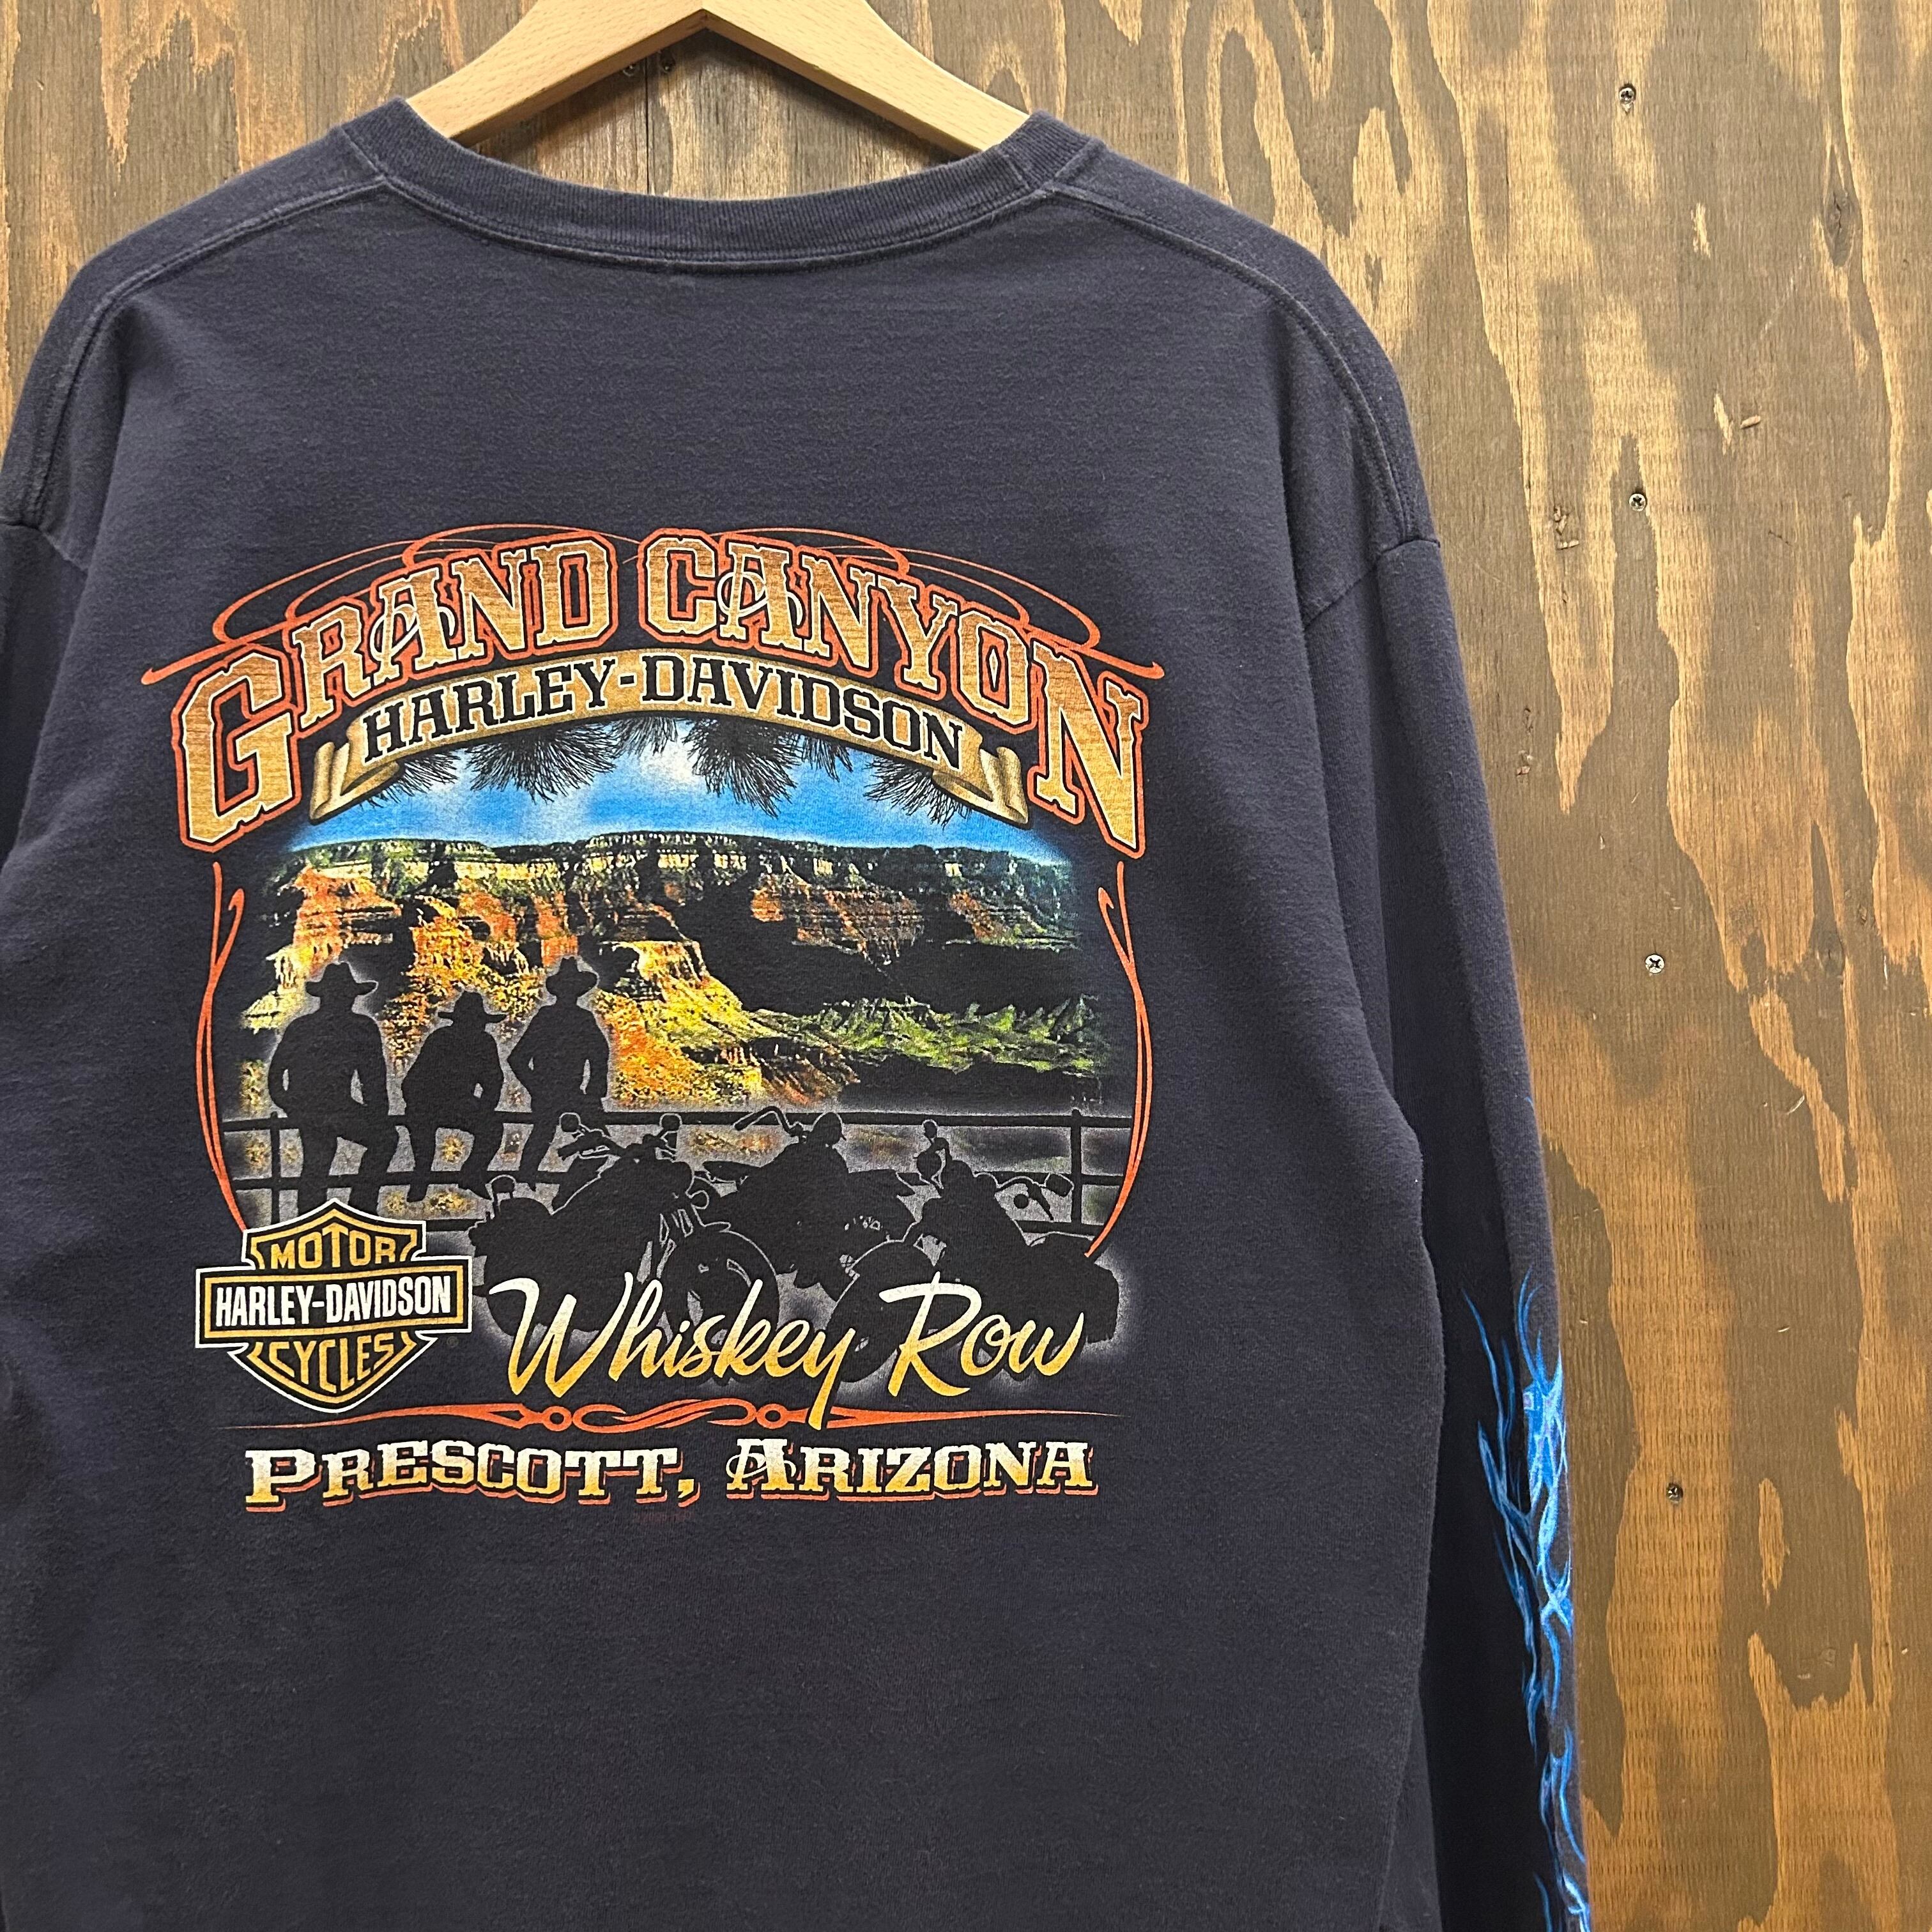 GRAND CANYON
HARLEY-DAVIDSON
MOTOR
HARLEY-DAVIDSON
CYCLES
Whiskey Row
PRESCOTT, ARIZONA